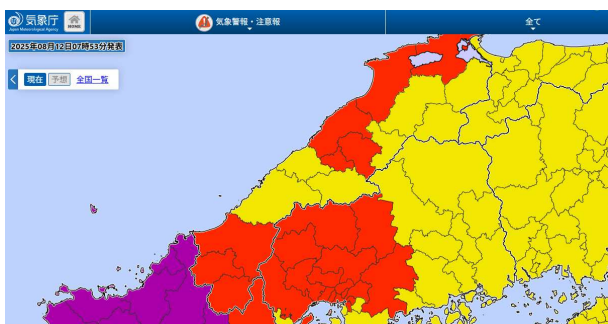 気象庁
Japan Meteorological Agency
HOME
気象警報・注意報
全て
2025年08月12日07時53分発表
現在 予想 全国一覧